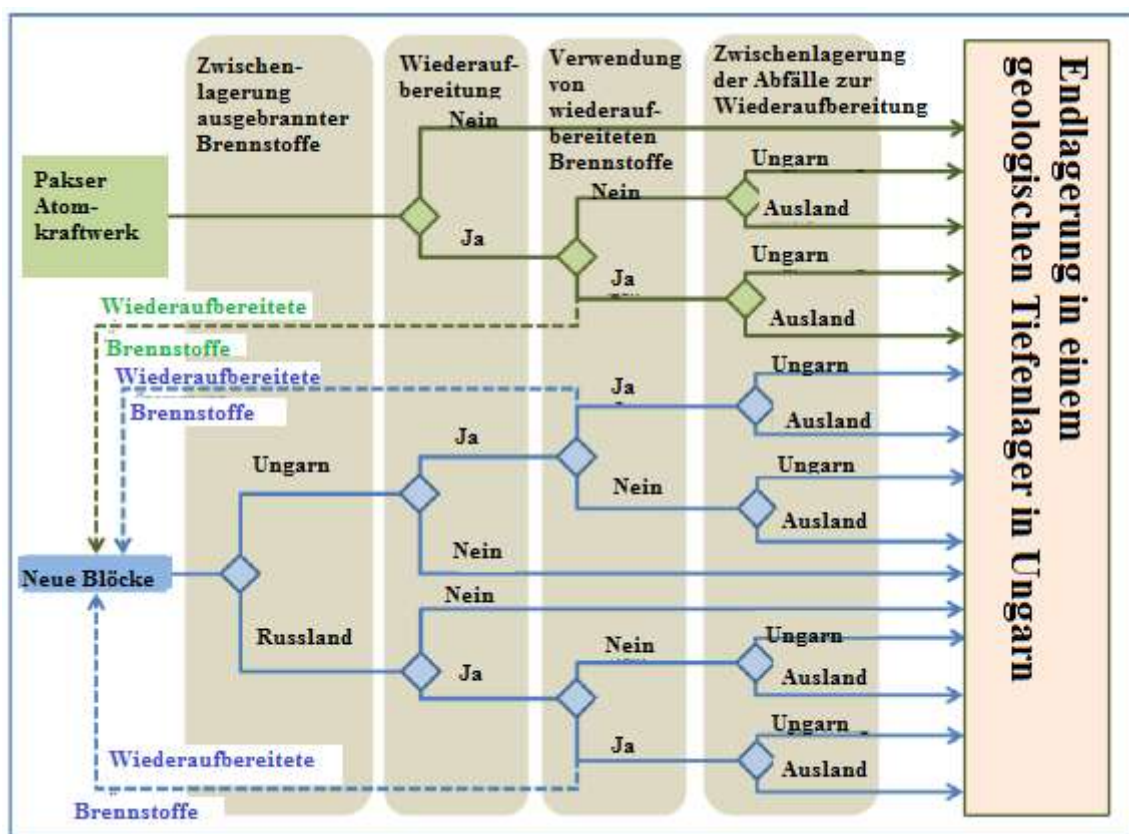 Zwischen-
lagerung
ausgebrannter
Brennstoffe
Wiederauf-
bereitung
Verwendung
von
wiederauf-
bereiteten
Brennstoffe
Zwischenlagerung
der Abfälle zur
Wiederaufbereitung
Endlagerung in einem
geologischen Tiefenlager in Ungarn
Pakser
Atom-
kraftwerk
Nein
Ja
Nein
Ja
Ungarn
Ausland
Ungarn
Ausland
Wiederaufbereitete
Brennstoffe
Wiederaufbereitete
Brennstoffe
Neue Blöcke
Ungarn
Ja
Ja
Ungarn
Ausland
Nein
Ungarn
Ausland
Nein
Russland
Nein
Ja
Nein
Ungarn
Ausland
Ja
Ungarn
Ausland
Wiederaufbereitete
Brennstoffe